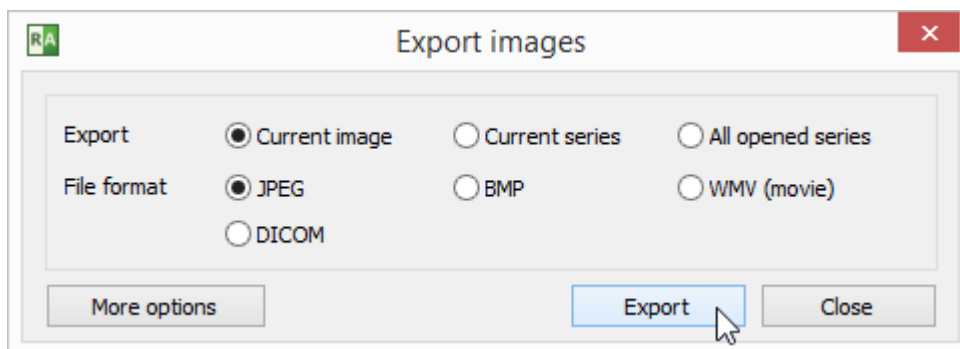 RA Export images
Export Current image Current series All opened series
File format JPEG BMP WMV (movie)
DICOM
More options Export Close